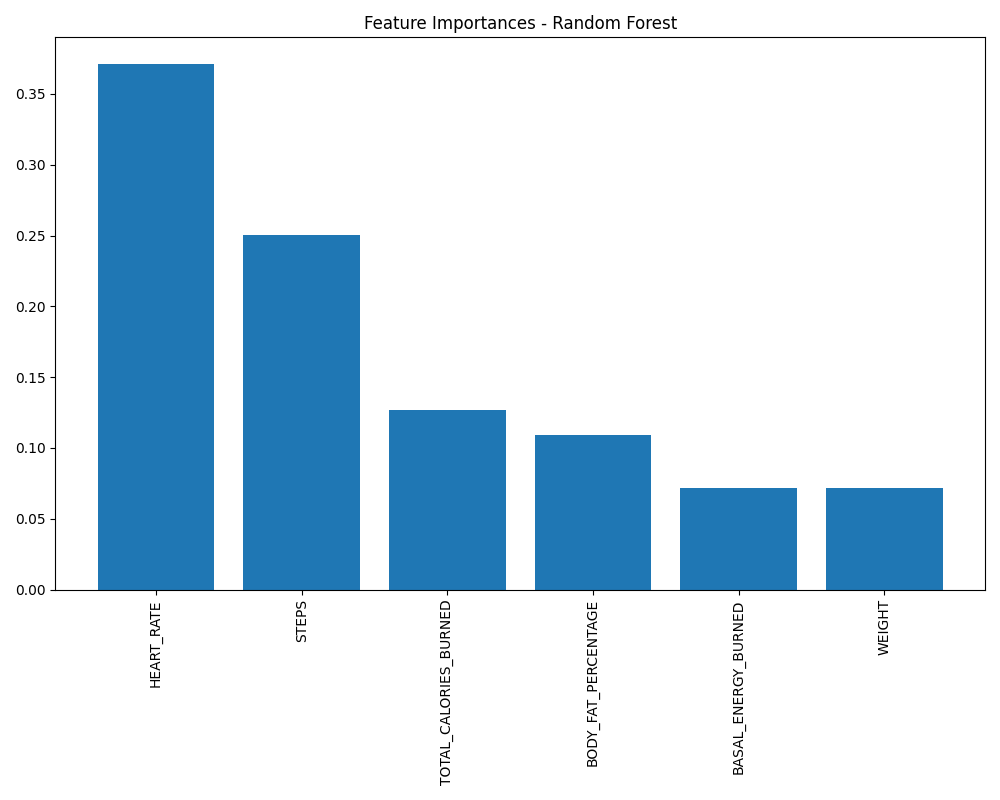 Feature Importances - Random Forest
0.35
0.30
0.25
0.20
0.15
0.10
0.05
0.00
HEART_RATE
STEPS
TOTAL_CALORIES_BURNED
BODY_FAT_PERCENTAGE
BASAL_ENERGY_BURNED
WEIGHT